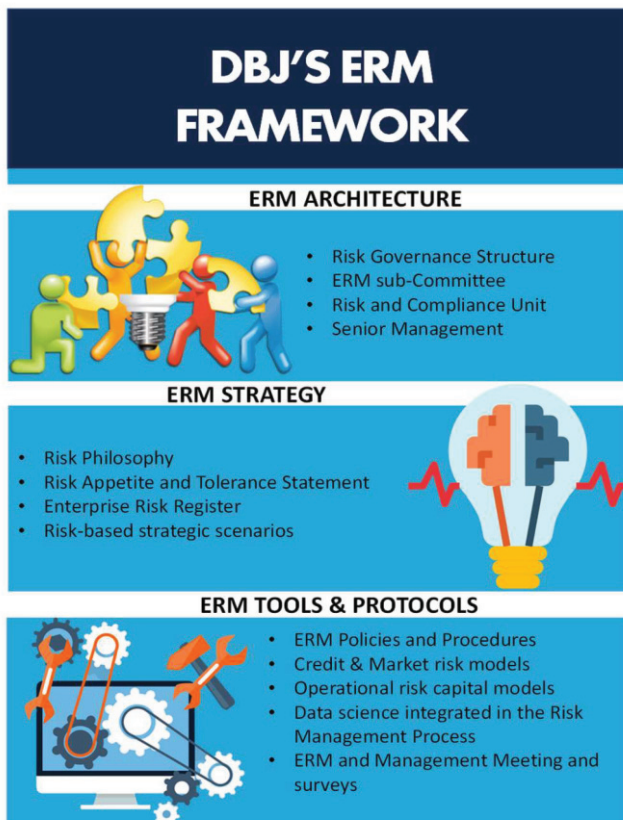 DBJ'S ERM
FRAMEWORK
ERM ARCHITECTURE
• Risk Governance Structure
• ERM sub-Committee
• Risk and Compliance Unit
• Senior Management
ERM STRATEGY
• Risk Philosophy
• Risk Appetite and Tolerance Statement
• Enterprise Risk Register
• Risk-based strategic scenarios
ERM TOOLS & PROTOCOLS
• ERM Policies and Procedures
• Credit & Market risk models
• Operational risk capital models
• Data science integrated in the Risk
Management Process
• ERM and Management Meeting and
surveys